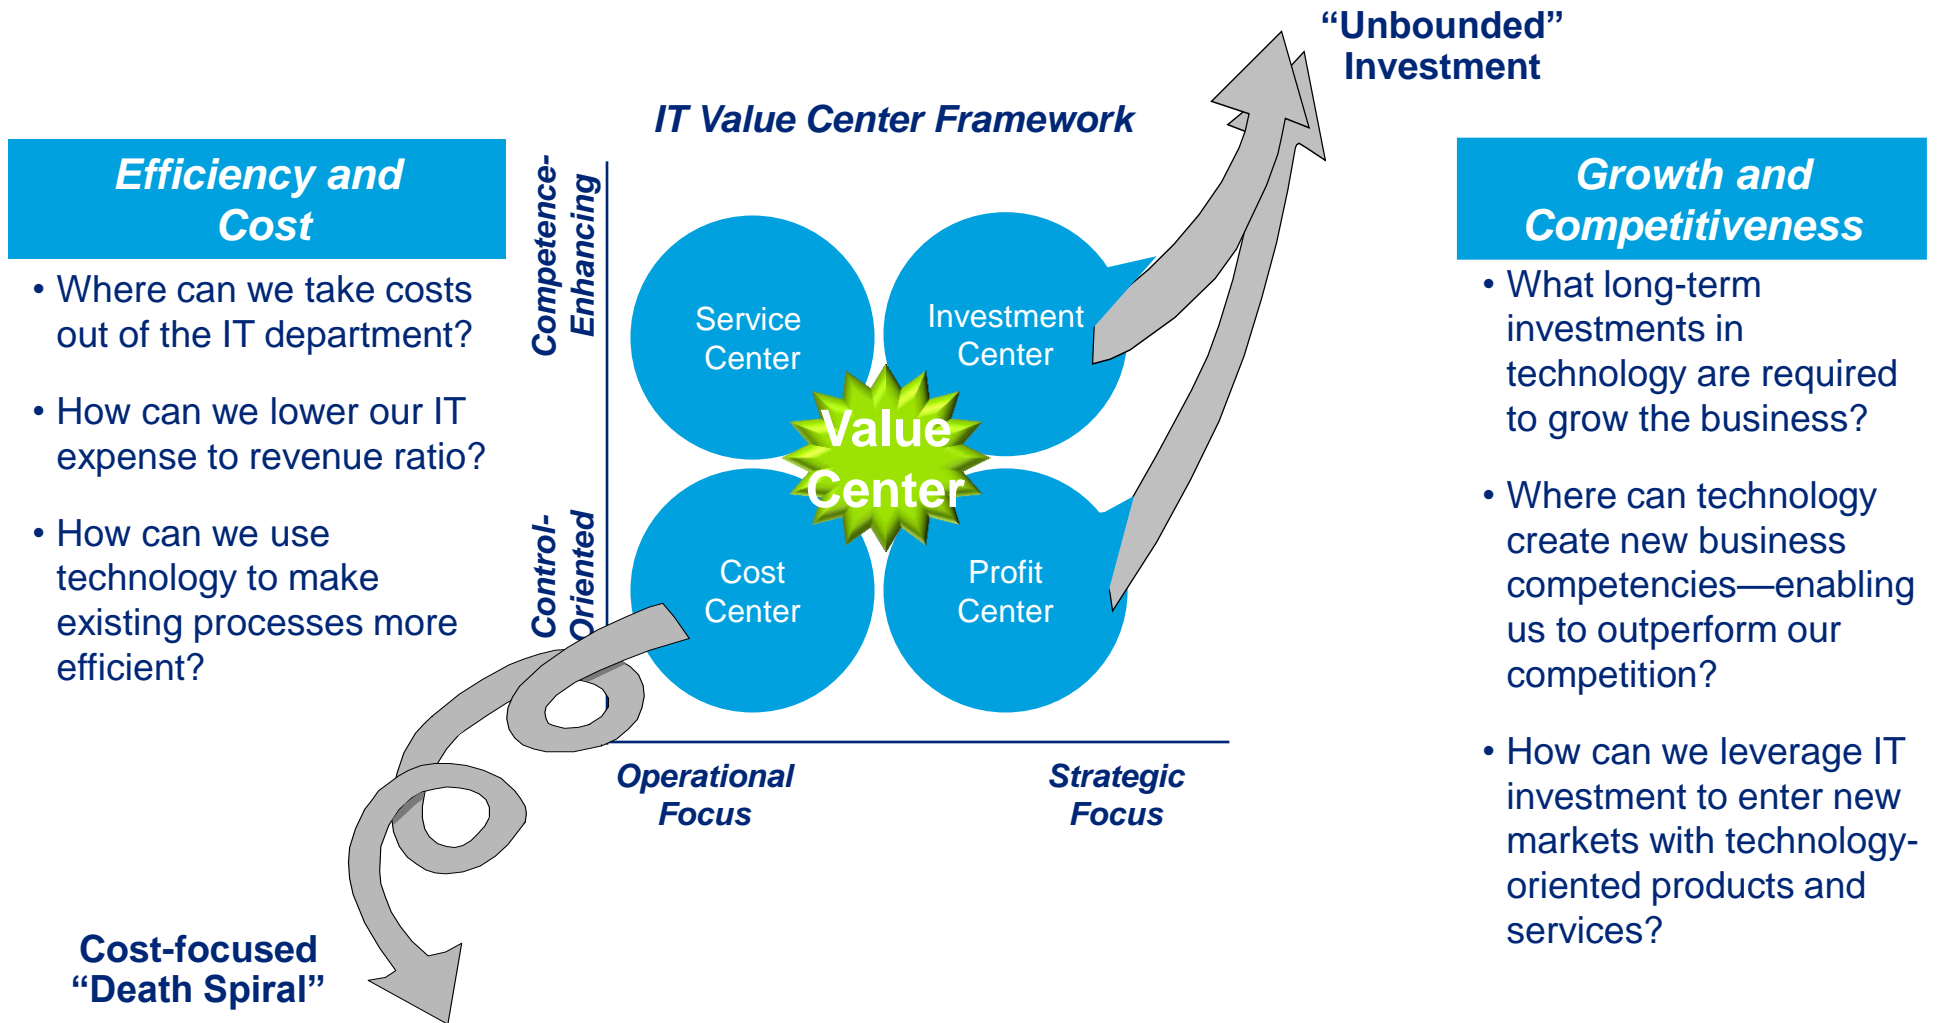 “Unbounded”
Investment
IT Value Center Framework
Efficiency and
Cost
• Where can we take costs
out of the IT department?
• How can we lower our IT
expense to revenue ratio?
• How can we use
technology to make
existing processes more
efficient?
Competence-
Enhancing
Control-
Oriented
Service
Center
Investment
Center
Value
Center
Cost
Center
Profit
Center
Operational
Focus
Strategic
Focus
Cost-focused
“Death Spiral”
Growth and
Competitiveness
• What long-term
investments in
technology are required
to grow the business?
• Where can technology
create new business
competencies—enabling
us to outperform our
competition?
• How can we leverage IT
investment to enter new
markets with technology-
oriented products and
services?